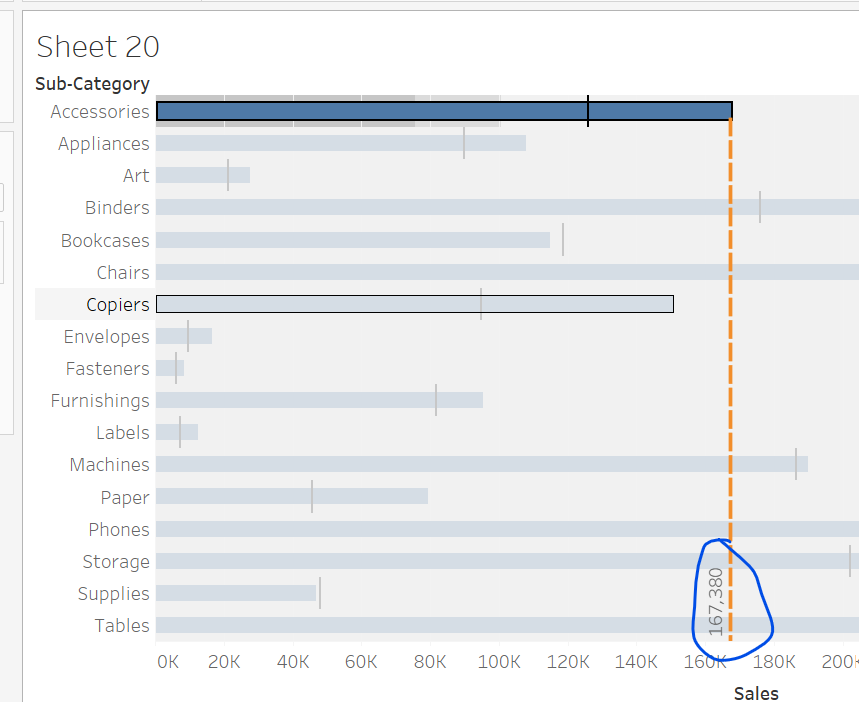 Sheet 20
Sub-Category
Accessories
Appliances
Art
Binders
Bookcases
Chairs
Copiers
Envelopes
Fasteners
Furnishings
Labels
Machines
Paper
Phones
Storage
Supplies
Tables
167,380
0K 20K 40K 60K 80K 100K 120K 140K 160K 180K
Sales